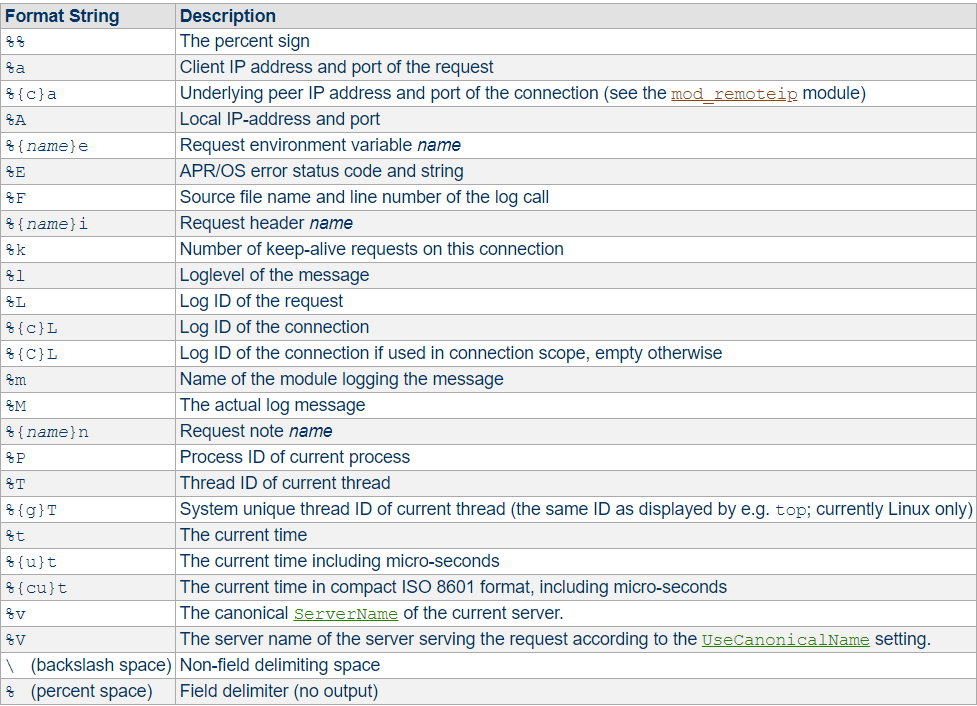 Format String Description
%% The percent sign
%a Client IP address and port of the request
%{c}a Underlying peer IP address and port of the connection (see the mod_remoteip module)
%A Local IP-address and port
%{name}e Request environment variable name
%E APR/OS error status code and string
%F Source file name and line number of the log call
%{name}i Request header name
%k Number of keep-alive requests on this connection
%l Loglevel of the message
%L Log ID of the request
%{c}L Log ID of the connection
%{C}L Log ID of the connection if used in connection scope, empty otherwise
%m Name of the module logging the message
%M The actual log message
%{name}n Request note name
%P Process ID of current process
%T Thread ID of current thread
%{g}T System unique thread ID of current thread (the same ID as displayed by e.g. top; currently Linux only)
%t The current time
%{u}t The current time including micro-seconds
%{cu}t The current time in compact ISO 8601 format, including micro-seconds
%v The canonical ServerName of the current server.
%V The server name of the server serving the request according to the UseCanonicalName setting.
\ (backslash space) Non-field delimiting space
% (percent space) Field delimiter (no output)